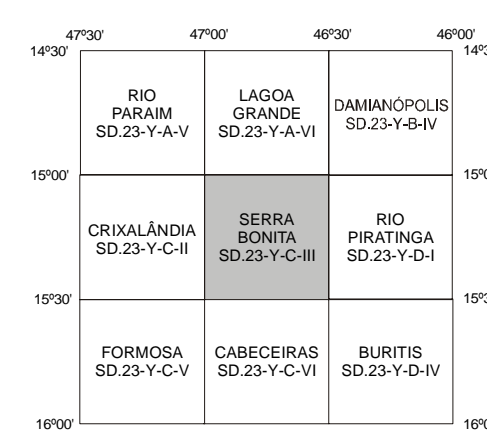 47º30' 47º00' 46º30' 46º00'
14º30'
RIO
PARAIM
SD.23-Y-A-V
LAGOA
GRANDE
SD.23-Y-A-VI
DAMIANÓPOLIS
SD.23-Y-B-IV
15º00'
CRIXALÂNDIA
SD.23-Y-C-II
SERRA
BONITA
SD.23-Y-C-III
RIO
PIRATINGA
SD.23-Y-D-I
15º30'
FORMOSA
SD.23-Y-C-V
CABECEIRAS
SD.23-Y-C-VI
BURITIS
SD.23-Y-D-IV
16º00'